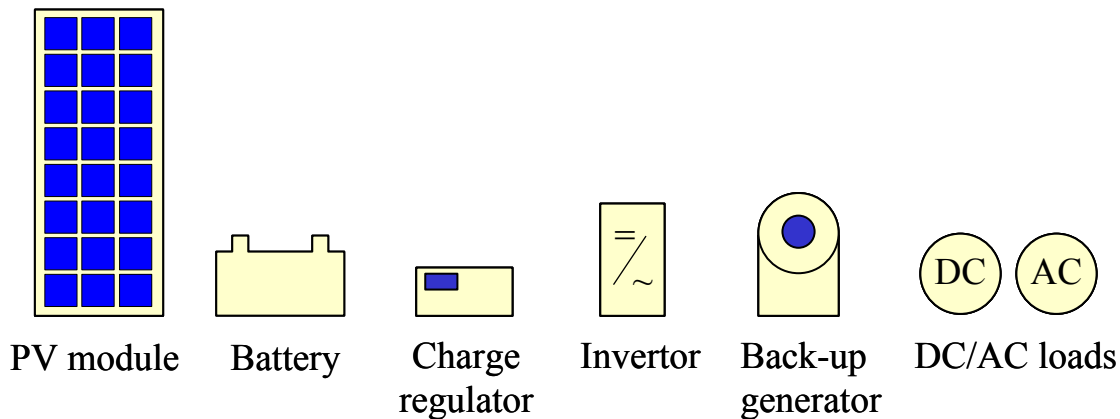 =
~
DC AC
PV module Battery Charge Invertor Back-up DC/AC loads
regulator generator